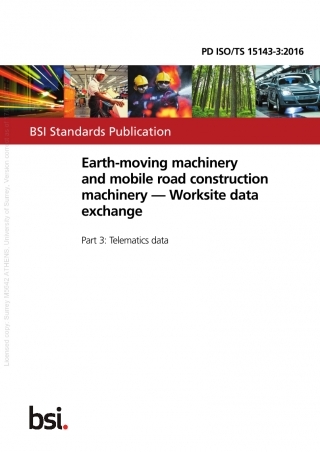 PD ISO/TS 15143-3:2016
BSI Standards Publication
Earth-moving machinery
and mobile road construction
machinery — Worksite data
exchange
Part 3: Telematics data
bsi.